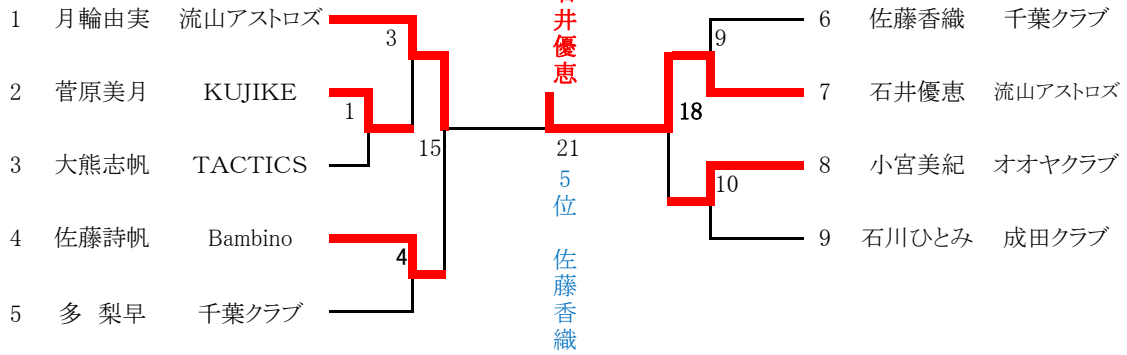 1 月輪由実 流山アストロズ
2 菅原美月 KUJIKE
3 大熊志帆 TACTICS
4 佐藤詩帆 Bambino
5 多 梨早 千葉クラブ
3
1
15
4
井優恵
21
5位 佐藤香織
9
18
10
6 佐藤香織 千葉クラブ
7 石井優恵 流山アストロズ
8 小宮美紀 オオヤクラブ
9 石川ひとみ 成田クラブ